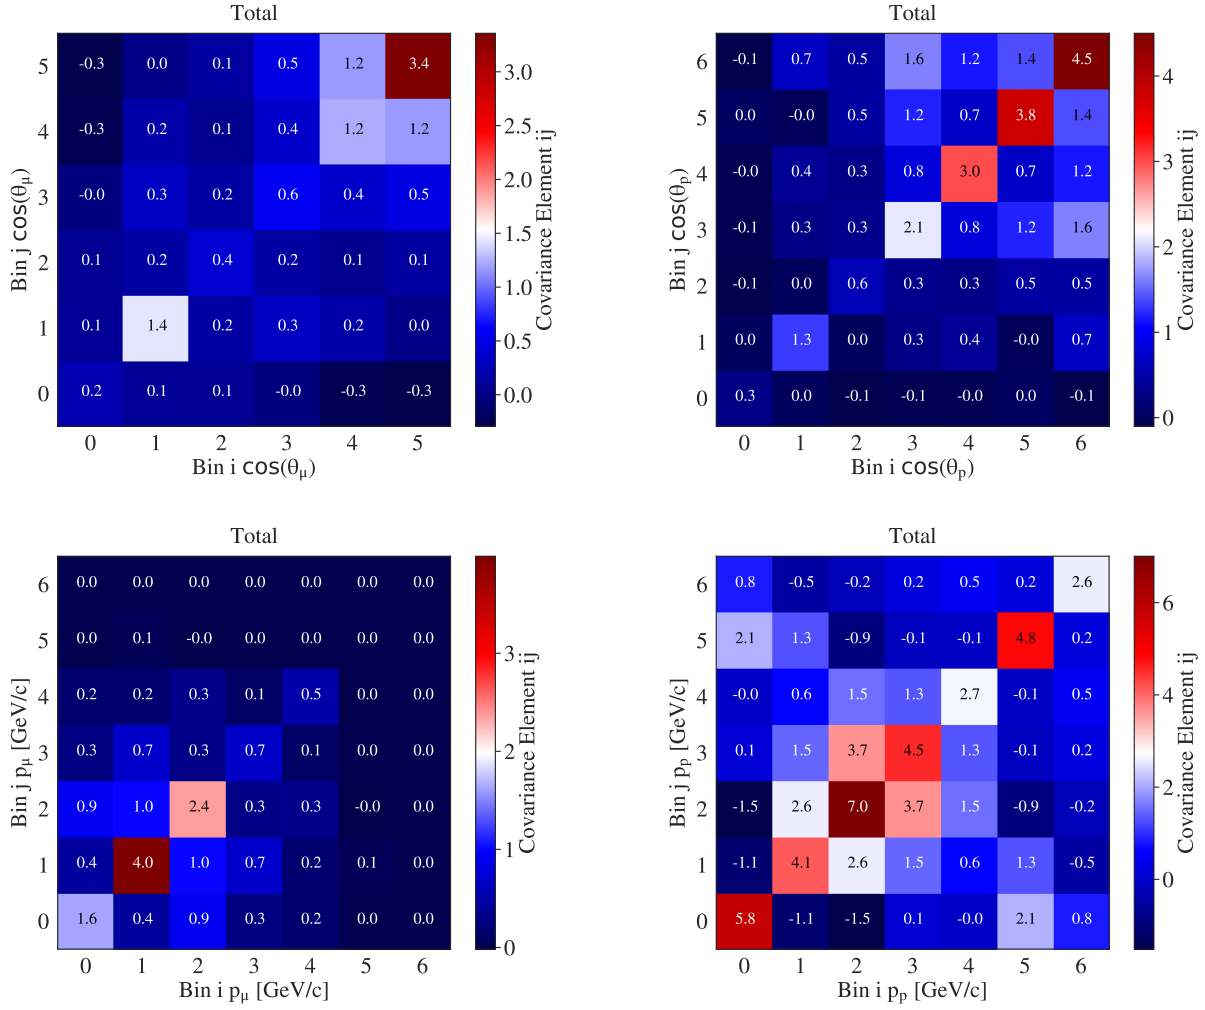 Total
5 -0.3 0.0 0.1 0.5 1.2 3.4
4 -0.3 0.2 0.1 0.4 1.2 1.2
3 -0.0 0.3 0.2 0.6 0.4 0.5
2 0.1 0.2 0.4 0.2 0.1 0.1
1 0.1 1.4 0.2 0.3 0.2 0.0
0 0.2 0.1 0.1 -0.0 -0.3 -0.3
0 1 2 3 4 5
Bin i cos(θμ)
Bin j cos(θμ)
3.0
2.5
2.0
1.5
1.0
0.5
0.0
Covariance Element ij
Total
6 -0.1 0.7 0.5 1.6 1.2 1.4 4.5
5 0.0 -0.0 0.5 1.2 0.7 3.8 1.4
4 -0.0 0.4 0.3 0.8 3.0 0.7 1.2
3 -0.1 0.3 0.3 2.1 0.8 1.2 1.6
2 -0.1 0.0 0.6 0.3 0.3 0.5 0.5
1 0.0 1.3 0.0 0.3 0.4 -0.0 0.7
0 0.3 0.0 -0.1 -0.1 -0.0 0.0 -0.1
0 1 2 3 4 5 6
Bin i cos(θp)
Bin j cos(θp)
4
3
2
1
0
Covariance Element ij
Total
6 0.0 0.0 0.0 0.0 0.0 0.0 0.0
5 0.0 0.1 -0.0 0.0 0.0 0.0 0.0
4 0.2 0.2 0.3 0.1 0.5 0.0 0.0
3 0.3 0.7 0.3 0.7 0.1 0.0 0.0
2 0.9 1.0 2.4 0.3 0.3 -0.0 0.0
1 0.4 4.0 1.0 0.7 0.2 0.1 0.0
0 1.6 0.4 0.9 0.3 0.2 0.0 0.0
0 1 2 3 4 5 6
Bin i pμ [GeV/c]
Bin j pμ [GeV/c]
3
2
1
0
Covariance Element ij
Total
6 0.8 -0.5 -0.2 0.2 0.5 0.2 2.6
5 2.1 1.3 -0.9 -0.1 -0.1 4.8 0.2
4 -0.0 0.6 1.5 1.3 2.7 -0.1 0.5
3 0.1 1.5 3.7 4.5 1.3 -0.1 0.2
2 -1.5 2.6 7.0 3.7 1.5 -0.9 -0.2
1 -1.1 4.1 2.6 1.5 0.6 1.3 -0.5
0 5.8 -1.1 -1.5 0.1 -0.0 2.1 0.8
0 1 2 3 4 5 6
Bin i pp [GeV/c]
Bin j pp [GeV/c]
6
4
2
0
Covariance Element ij